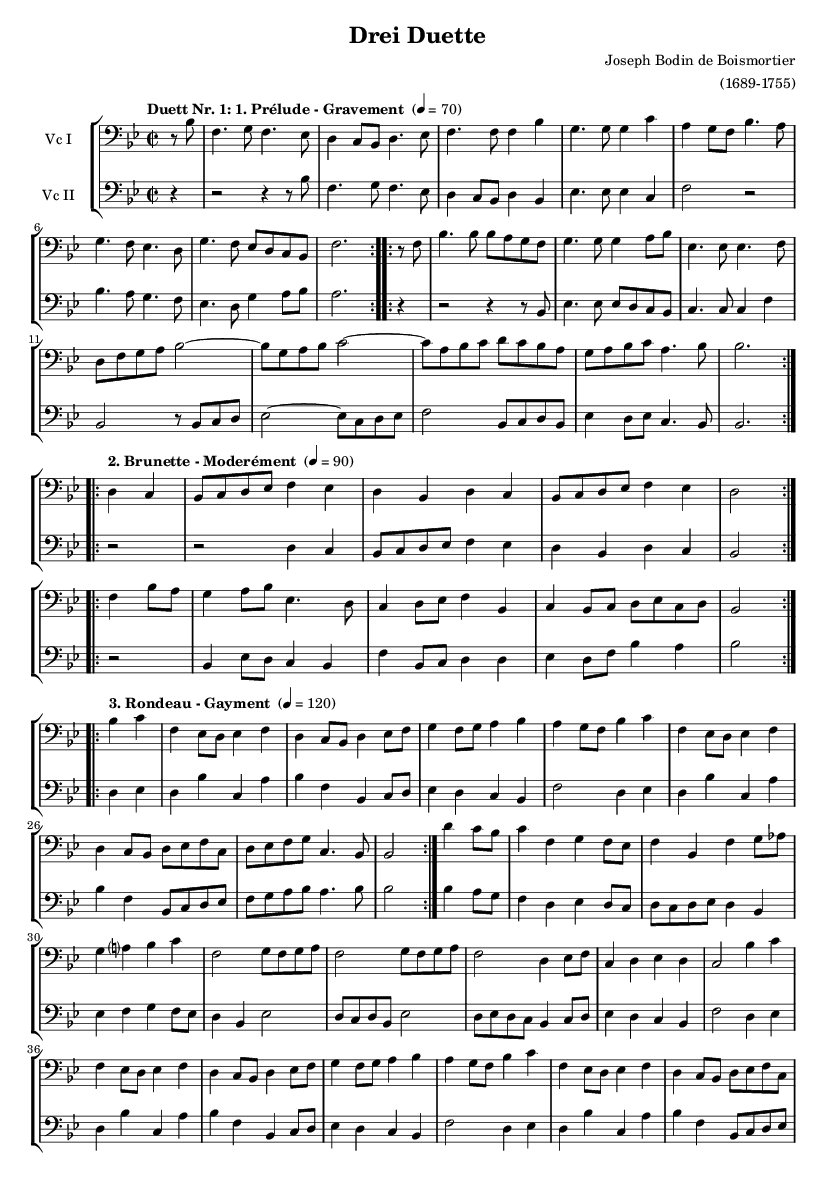 Drei Duette
Joseph Bodin de Boismortier
(1689-1755)
Duett Nr. 1: 1. Prélude - Gravement (♩ = 70)
Vc I
Vc II
6
11
2. Brunette - Moderément (♩ = 90)
3. Rondeau - Gayment (♩ = 120)
26
30
36